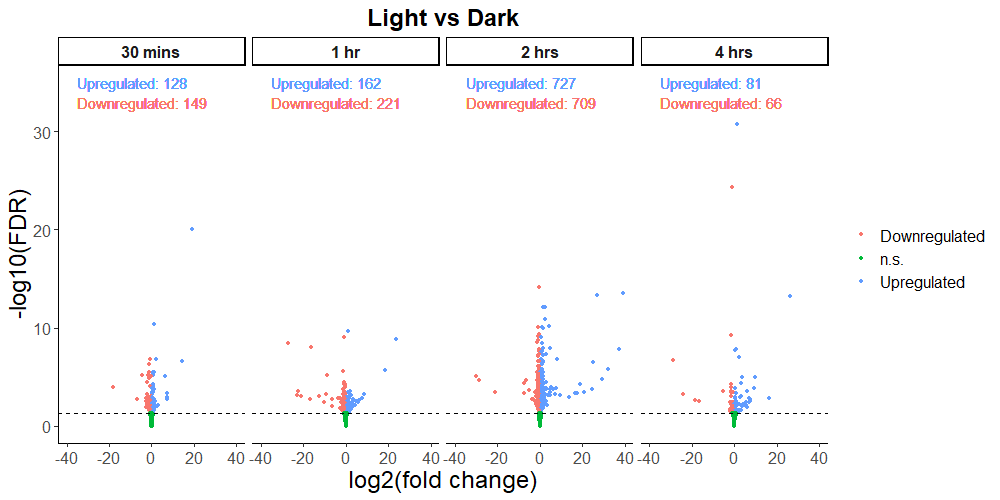 Light vs Dark
30 mins
1 hr
2 hrs
4 hrs
Upregulated: 128
Downregulated: 149
Upregulated: 162
Downregulated: 221
Upregulated: 727
Downregulated: 709
Upregulated: 81
Downregulated: 66
-log10(FDR)
30
20
10
0
-40 -20 0 20 40
-40 -20 0 20 40
-40 -20 0 20 40
-40 -20 0 20 40
log2(fold change)
Downregulated
n.s.
Upregulated